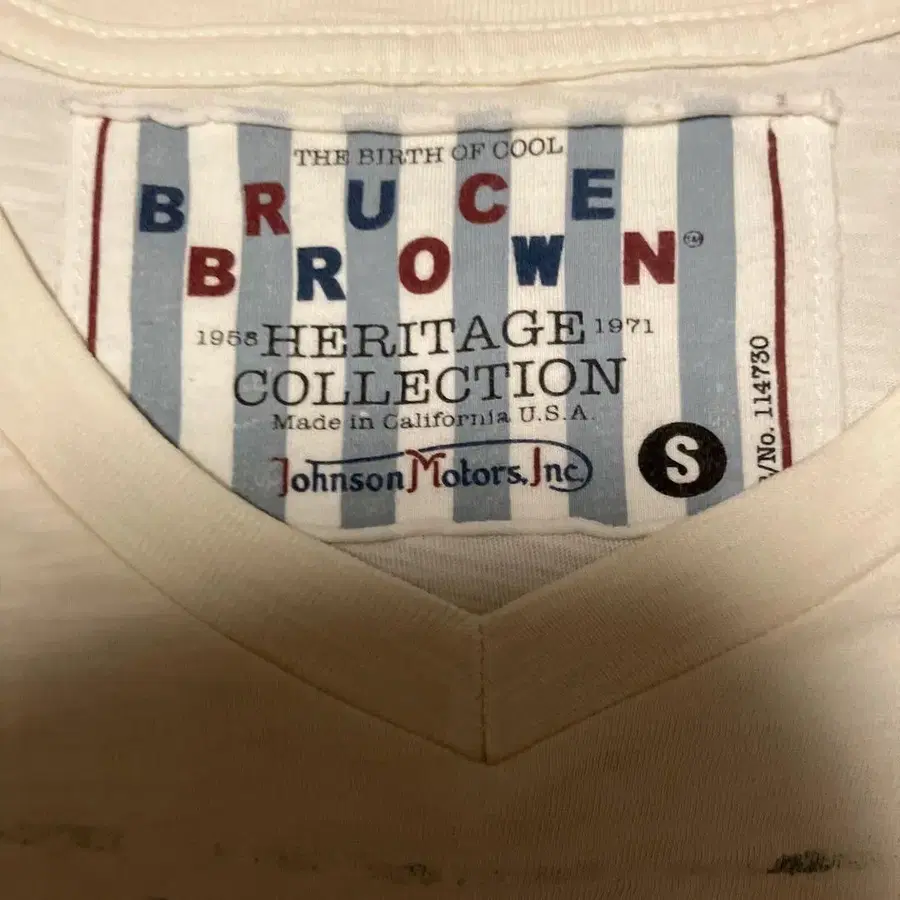 THE BIRTH OF COOL
BRUCE
BROWN
1958 HERITAGE 1971
COLLECTION
Made in California U.S.A.
Johnson Motors, Inc.
S
/No. 114730